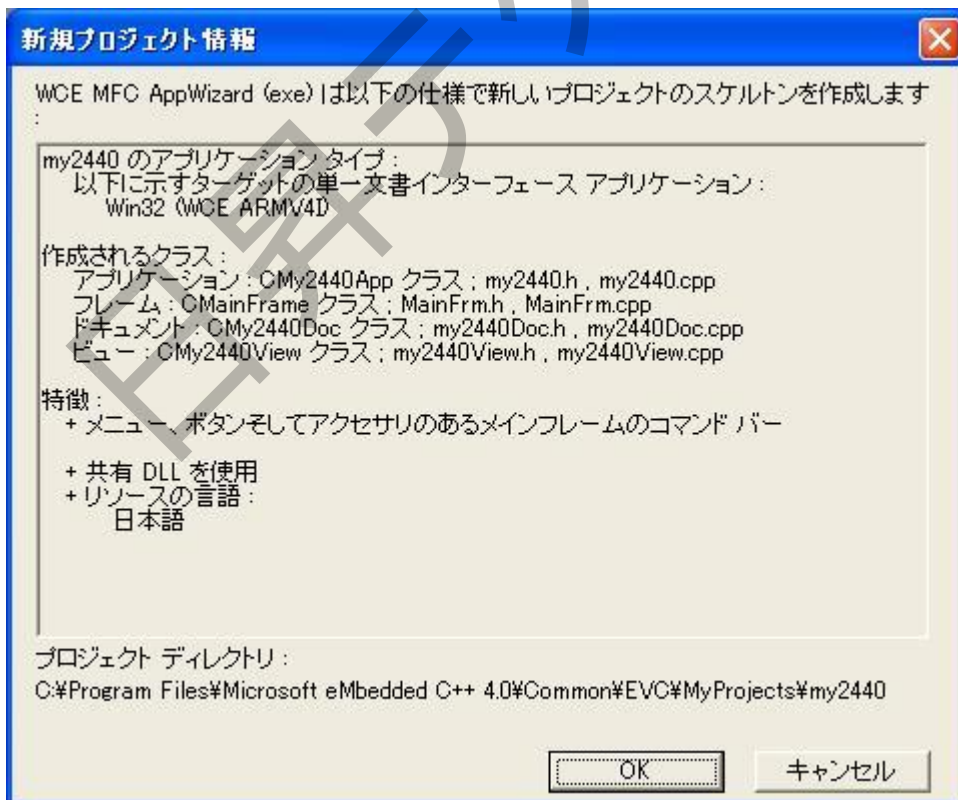 新規プロジェクト情報
WCE MFC AppWizard (exe) は以下の仕様で新しいプロジェクトのスケルトンを作成します
:
my2440 のアプリケーション タイプ :
以下に示すターゲットの単一文書インターフェース アプリケーション :
Win32 (WCE ARMV4I)
作成されるクラス :
アプリケーション : CMy2440App クラス ; my2440.h , my2440.cpp
フレーム : CMainFrame クラス ; MainFrm.h , MainFrm.cpp
ドキュメント : CMy2440Doc クラス ; my2440Doc.h , my2440Doc.cpp
ビュー : CMy2440View クラス ; my2440View.h , my2440View.cpp
特徴 :
+ メニュー、ボタンそしてアクセサリのあるメインフレームのコマンド バー
+ 共有 DLL を使用
+ リソースの言語 :
日本語
プロジェクト ディレクトリ :
C:¥Program Files¥Microsoft eMbedded C++ 4.0¥Common¥EVC¥MyProjects¥my2440
OK
キャンセル
日昇テ